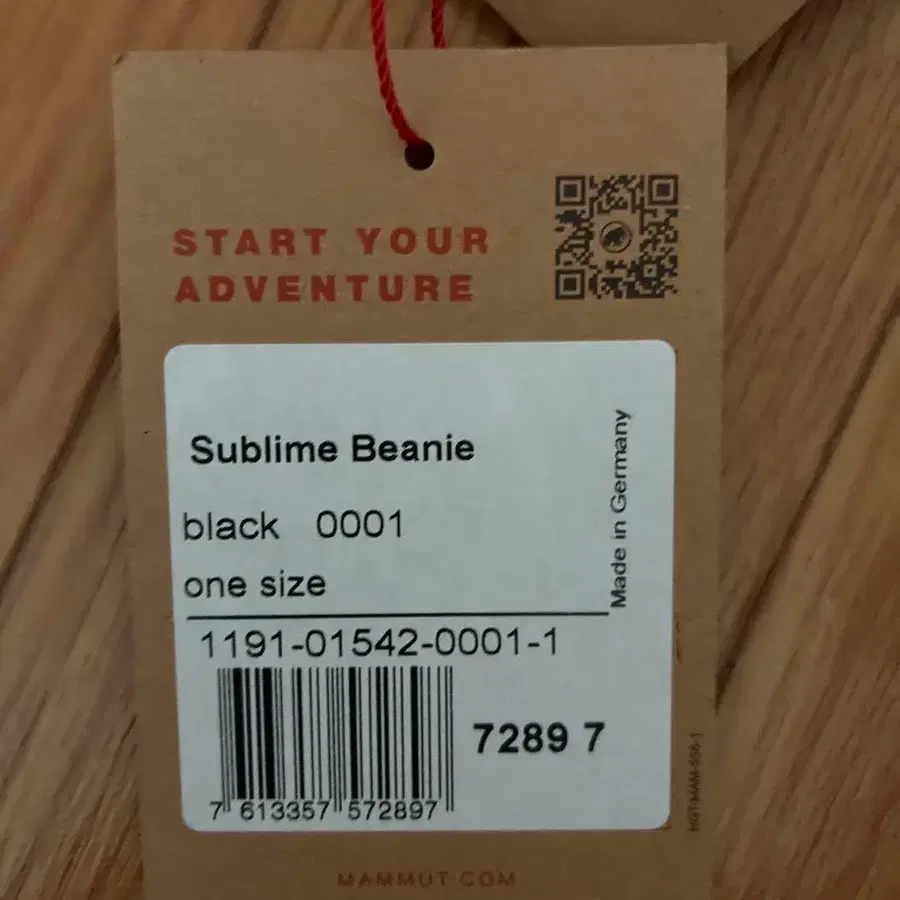 START YOUR
ADVENTURE
Sublime Beanie
black 0001
one size
Made in Germany
1191-01542-0001-1
7289 7
7 613357 572897
MAMMUT.COM